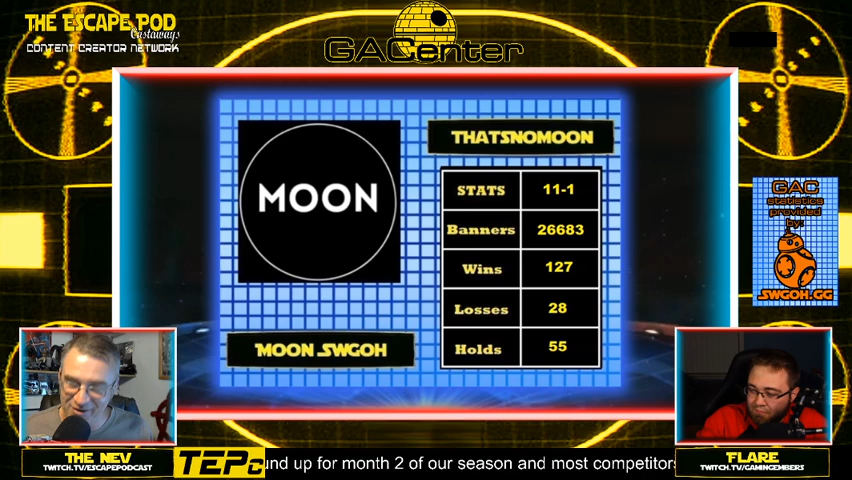 THE ESCAPE POD
Castaways
CONTENT CREATOR NETWORK
GACenter
THATSNOMOON
MOON
STATS 11-1
Banners 26683
Wins 127
Losses 28
Holds 55
MOON SWGOH
GAC
statistics
provided
by:
SWGOH.GG
THE NEV
TWITCH.TV/ESCAPEPODCAST
FLARE
TWITCH.TV/GAMINGEMBERS
TEPC
und up for month 2 of our season and most competitors